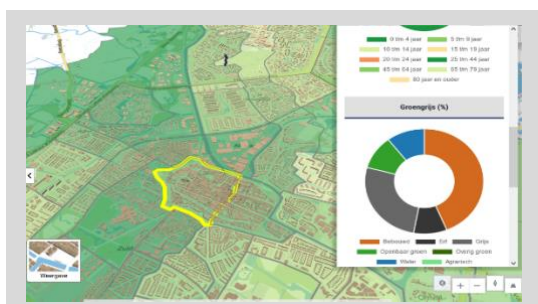 0 t/m 4 jaar 5 t/m 9 jaar
10 t/m 14 jaar 15 t/m 19 jaar
20 t/m 24 jaar 25 t/m 44 jaar
45 t/m 64 jaar 65 t/m 79 jaar
80 jaar en ouder
Groengrijs (%)
Bebouwd Erf Grijs
Openbaar groen Overig groen
Water Agrarisch
Weergave